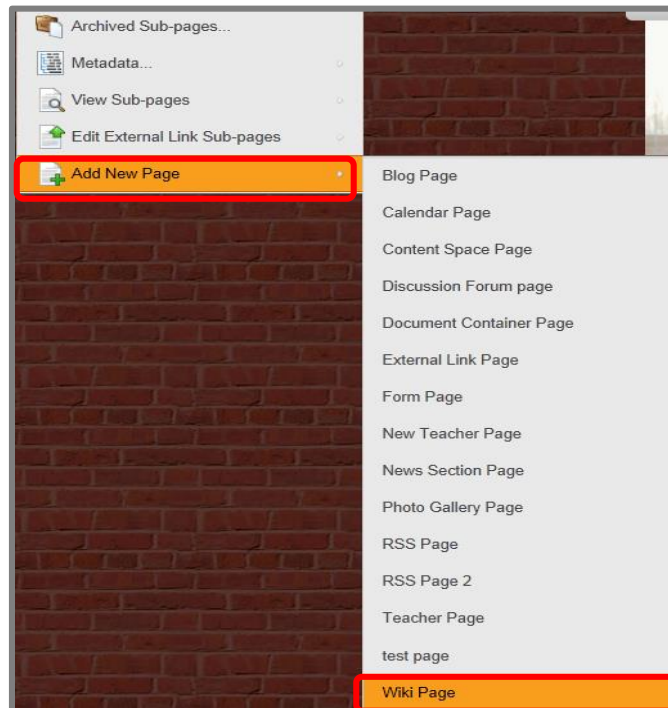 Archived Sub-pages...
Metadata...
View Sub-pages
Edit External Link Sub-pages
Add New Page
Blog Page
Calendar Page
Content Space Page
Discussion Forum page
Document Container Page
External Link Page
Form Page
New Teacher Page
News Section Page
Photo Gallery Page
RSS Page
RSS Page 2
Teacher Page
test page
Wiki Page